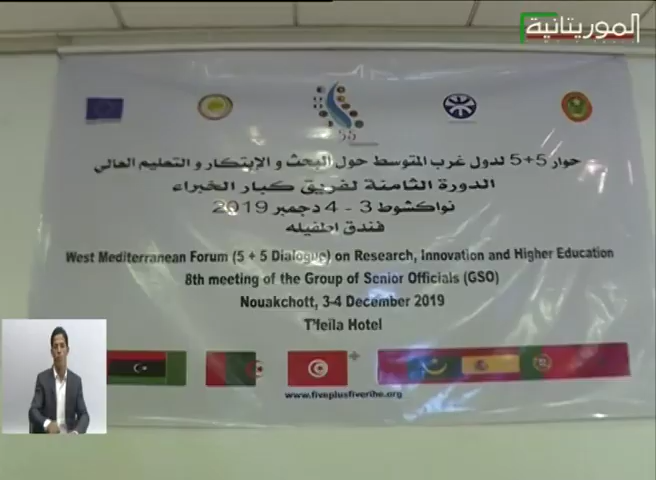 الموريتانية
5+5
حوار 5+5 لدول غرب المتوسط حول البحث و الإبتكار و التعليم العالي
الدورة الثامنة لفريق كبار الخبراء
نواكشوط 3 - 4 دجمبر 2019
فندق اطفيله
West Mediterranean Forum (5 + 5 Dialogue) on Research, Innovation and Higher Education
8th meeting of the Group of Senior Officials (GSO)
Nouakchott, 3-4 December 2019
T'feila Hotel
www.fiveplusfiverihe.org